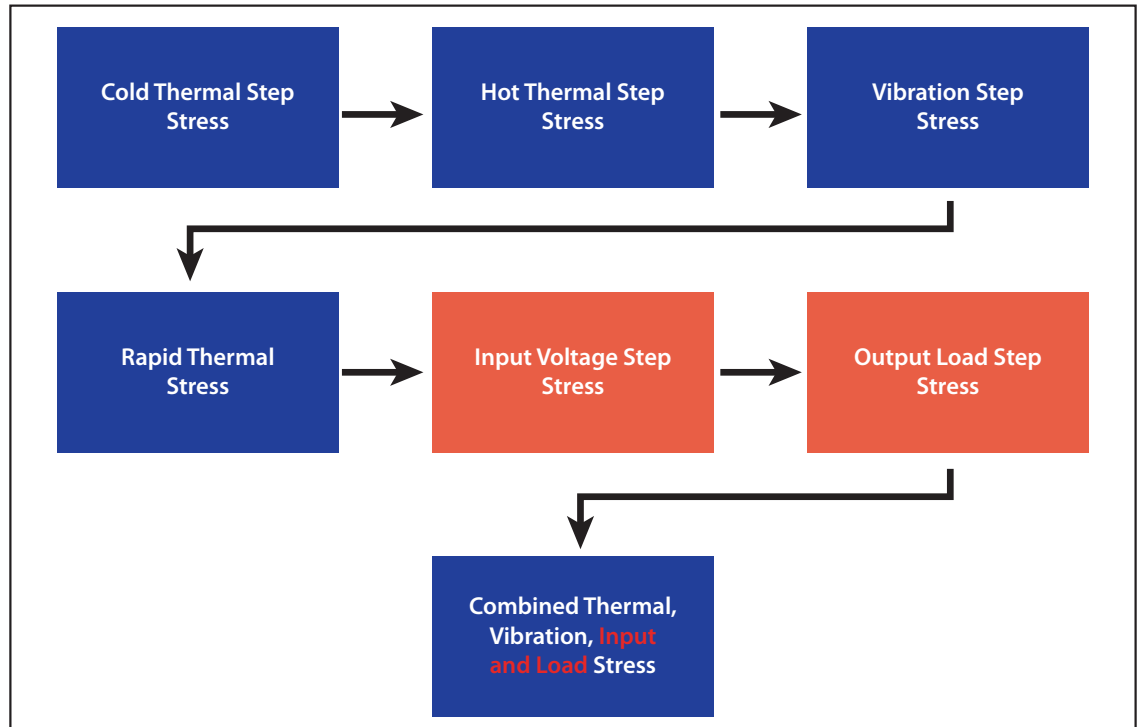 Cold Thermal Step
Stress
Hot Thermal Step
Stress
Vibration Step
Stress
Rapid Thermal
Stress
Input Voltage Step
Stress
Output Load Step
Stress
Combined Thermal,
Vibration, Input
and Load Stress